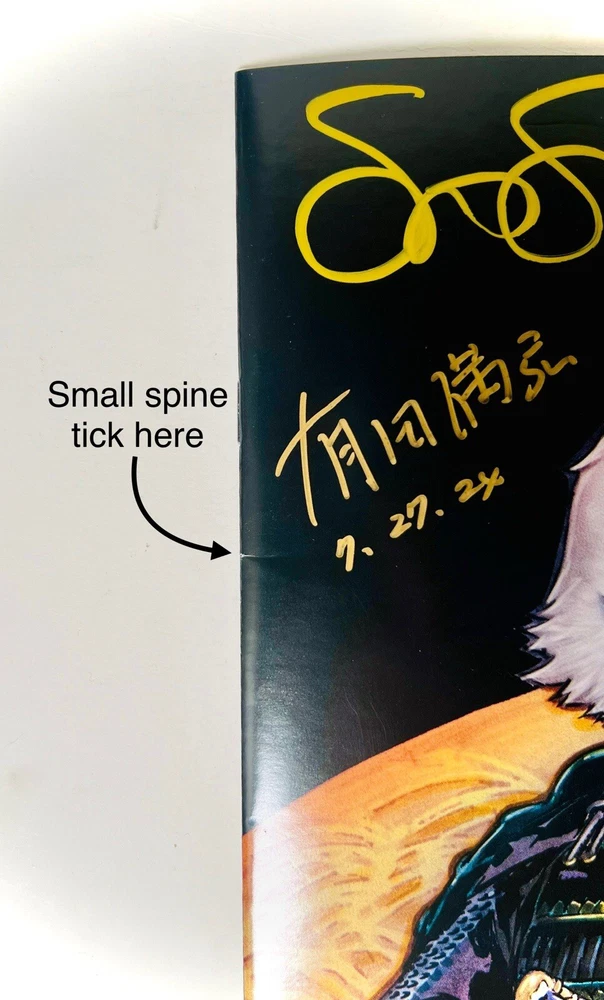 有田満弘
7.27.24
Small spine
tick here